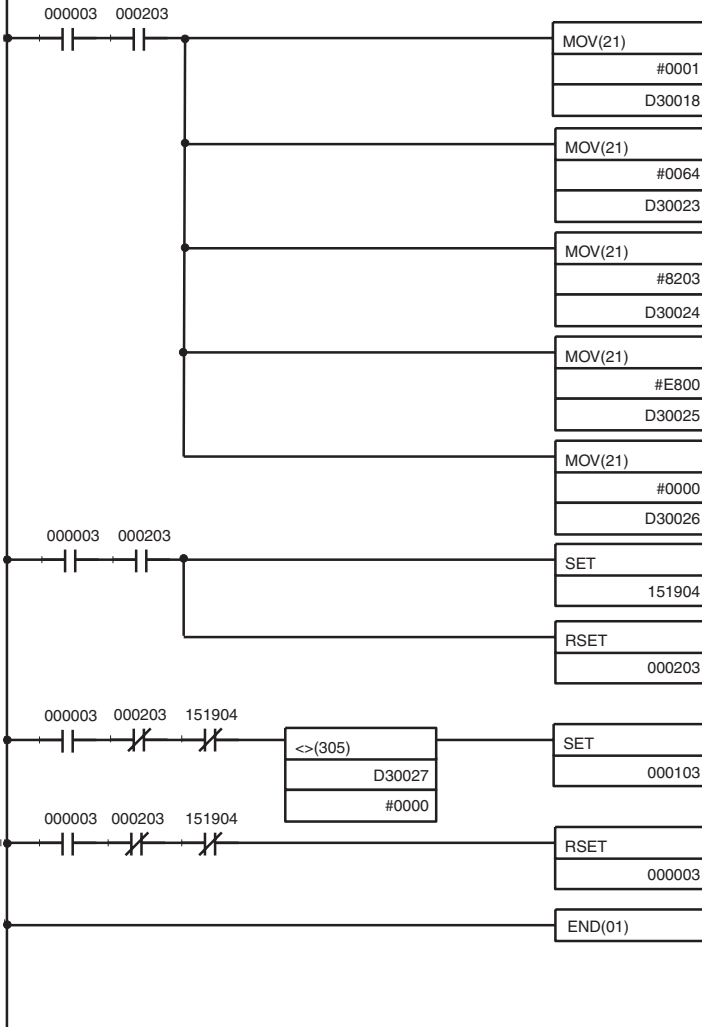 000003 000203
MOV(21)
#0001
D30018
MOV(21)
#0064
D30023
MOV(21)
#8203
D30024
MOV(21)
#E800
D30025
MOV(21)
#0000
D30026
000003 000203
SET
151904
RSET
000203
000003 000203 151904
<>(305)
D30027
#0000
SET
000103
000003 000203 151904
RSET
000003
END(01)